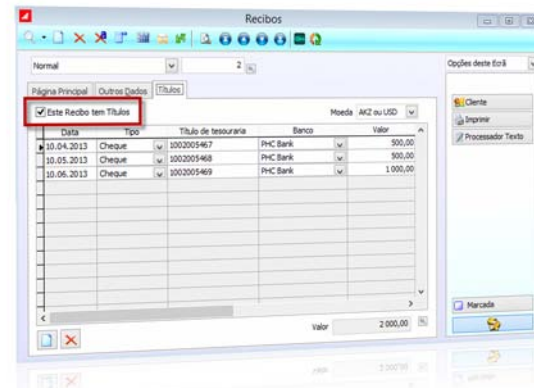 Recibos
Normal 2
Opções deste Ecrã
Página Principal Outros Dados Títulos
Este Recibo tem Títulos
Moeda AKZ ou USD
Data Tipo Título de tesouraria Banco Valor
10.04.2013 Cheque 1002005467 PHC Bank 500,00
10.05.2013 Cheque 1002005468 PHC Bank 500,00
10.06.2013 Cheque 1002005469 PHC Bank 1 000,00
Valor 2 000,00
Cliente
Imprimir
Processador Texto
Marcada